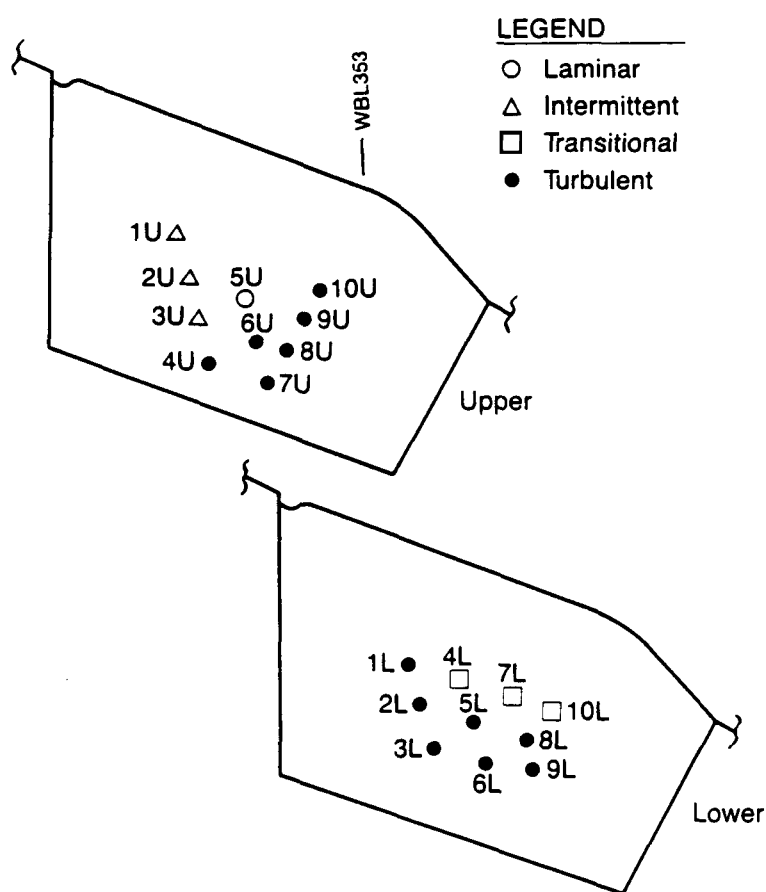 LEGEND
Laminar
Intermittent
Transitional
Turbulent
WBL353
1U
2U
5U
10U
3U
9U
6U
8U
4U
7U
Upper
1L
4L
7L
2L
5L
10L
3L
8L
6L
9L
Lower